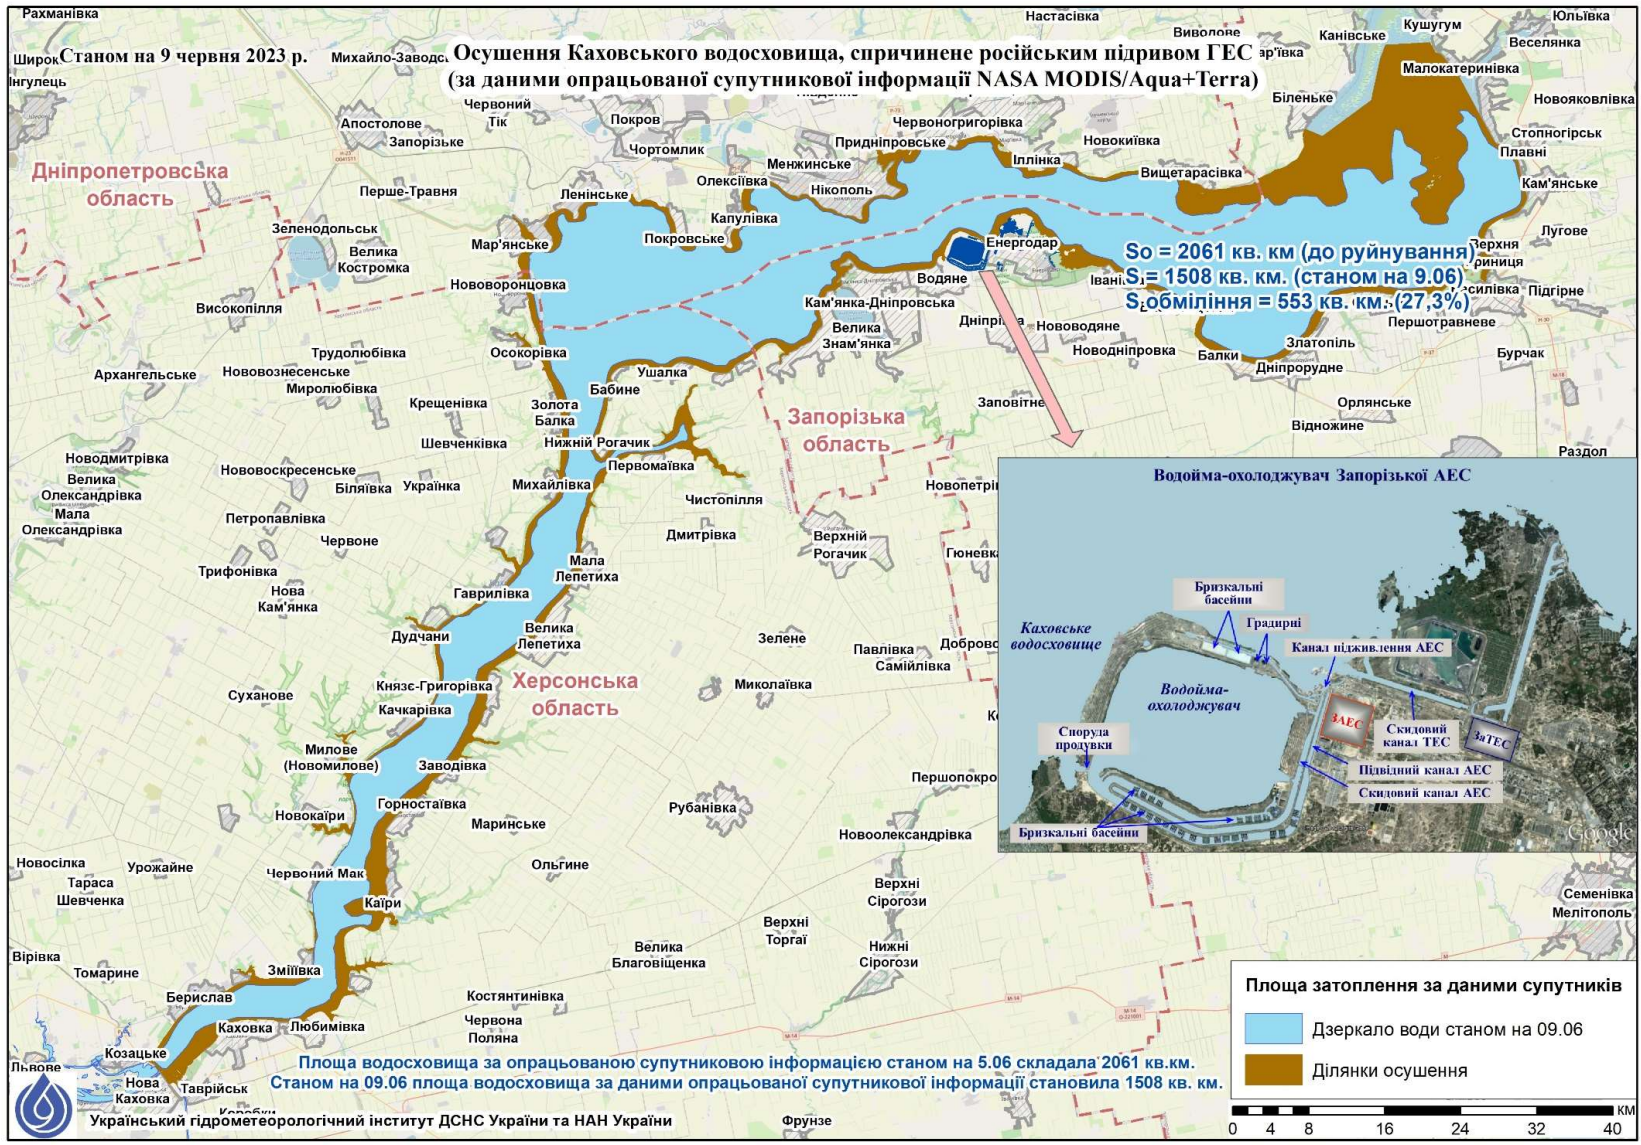 Рахманівка
Настасівка
Кушугум
Юльївка
Канівське
Веселянка
Станом на 9 червня 2023 р.
Осушення Каховського водосховища, спричинене російським підривом ГЕС
(за даними опрацьованої супутникової інформації NASA MODIS/Aqua+Terra)
Малокатеринівка
Біленьке
Новояковлівка
Червоний
Тік
Апостолове
Запорізьке
Покров
Чортомлик
Червоногригорівка
Придніпровське
Новокиївка
Стопногірськ
Плавні
Менжинське
Іллінка
Вищетарасівка
Кам'янське
Дніпропетровська
область
Перше-Травня
Ленінське
Олексіївка
Нікополь
Капулівка
Зеленодольськ
Велика
Костромка
Мар'янське
Покровське
Енергодар
Лугове
Верхня
So = 2061 кв. км (до руйнування)
S = 1508 кв. км. (станом на 9.06)
S обміління = 553 кв. км. (27,3%)
Нововоронцовка
Водяне
Підгірне
Високопілля
Кам'янка-Дніпровська
Велика
Знам'янка
Нововодяне
Першотравневе
Трудолюбівка
Осокорівка
Новодніпровка
Балки
Златопіль
Бурчак
Архангельське
Нововознесенське
Миролюбівка
Ушалка
Дніпрорудне
Бабине
Крещенівка
Золота
Балка
Запорізька
область
Заповітне
Орлянське
Відножине
Шевченківка
Нижній Рогачик
Раздол
Новодмитрівка
Нововоскресенське
Первомаївка
Велика
Олександрівка
Біляївка
Українка
Михайлівка
Чистопілля
Мала
Олександрівка
Петропавлівка
Червоне
Дмитрівка
Верхній
Рогачик
Трифонівка
Нова
Кам'янка
Гаврилівка
Мала
Лепетиха
Дудчани
Велика
Лепетиха
Зелене
Павлівка
Самійлівка
Суханове
Князє-Григорівка
Качкарівка
Херсонська
область
Миколаївка
Милове
(Новомилове)
Заводівка
Горностаївка
Рубанівка
Новокаїри
Маринське
Новоолександрівка
Водойма-охолоджувач Запорізької АЕС
Бризкальні
басейни
Градирні
Каховське
водосховище
Канал підживлення АЕС
Водойма-
охолоджувач
ЗАЕС
Споруда
продувки
Скидовий
канал ТЕС
ЗаТЕС
Підвідний канал АЕС
Скидовий канал АЕС
Бризкальні басейни
Google
Новосілка
Урожайне
Червоний Мак
Ольгине
Тараса
Шевченка
Каїри
Верхні
Сірогози
Семенівка
Мелітополь
Верхні
Торгаї
Вірівка
Томарине
Зміївка
Велика
Благовіщенка
Нижні
Сірогози
Берислав
Костянтинівка
Каховка
Любимівка
Червона
Поляна
Козацьке
Львове
Нова
Каховка
Таврійськ
Площа водосховища за опрацьованою супутниковою інформацією станом на 5.06 складала 2061 кв.км.
Станом на 09.06 площа водосховища за даними опрацьованої супутникової інформації становила 1508 кв. км.
Український гідрометеорологічний інститут ДСНС України та НАН України
Фрунзе
Площа затоплення за даними супутників
Дзеркало води станом на 09.06
Ділянки осушення
КМ
0 4 8 16 24 32 40